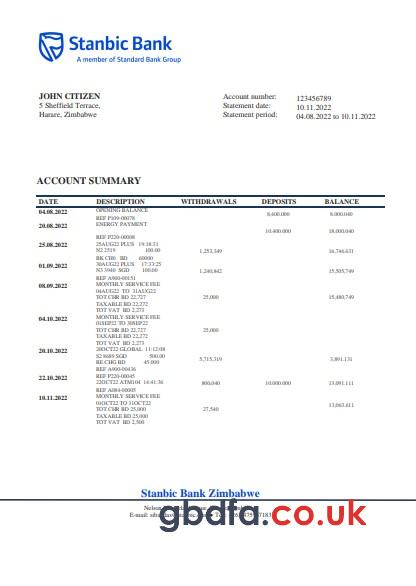 Stanbic Bank
A member of Standard Bank Group
JOHN CITIZEN
5 Sheffield Terrace,
Harare, Zimbabwe
Account number: 123456789
Statement date: 10.11.2022
Statement period: 04.08.2022 to 10.11.2022
ACCOUNT SUMMARY
DATE DESCRIPTION WITHDRAWALS DEPOSITS BALANCE
04.08.2022 OPENING BALANCE 8,400.000 8,000.040
REF P109-00078
20.08.2022 ENERGY PAYMENT 10,400.000 18,000.040
REF P220-00008
25.08.2022 25AUG22 PLUS 19:18:31
N2 2519 100.00 1,253,349 16,746,631
BK CHG BD 60000
01.09.2022 30AUG22 PLUS 17:33:25
N3 3940 SGD 100.00 1,240,842 15,505,749
REF A900-00151
08.09.2022 MONTHLY SERVICE FEE
04AUG22 TO 31AUG22
TOT CHR BD 22,727 25,000 15,480,749
TAXABLE BD 22,272
TOT VAT BD 2,273
04.10.2022 MONTHLY SERVICE FEE
01SEP22 TO 30SEP22
TOT CHR BD 22,727 25,000
TAXABLE BD 22,272
TOT VAT BD 2,273
20.10.2022 20OCT22 GLOBAL 11:12:08
S2 8689 SGD 500.00
BE CHG BD 45.000 5,715,319 3,891.131
REF A900-00436
22.10.2022 REF P220-00045
22OCT22 ATM104 14:41:36 800,040 10,000.000 13,091.111
REF A084-00005
10.11.2022 MONTHLY SERVICE FEE
01OCT22 TO 31OCT22 13,063.611
TOT CHR BD 25,000 27,540
TAXABLE BD 25,000
TOT VAT BD 2,500
Stanbic Bank Zimbabwe
gbdfa.co.uk